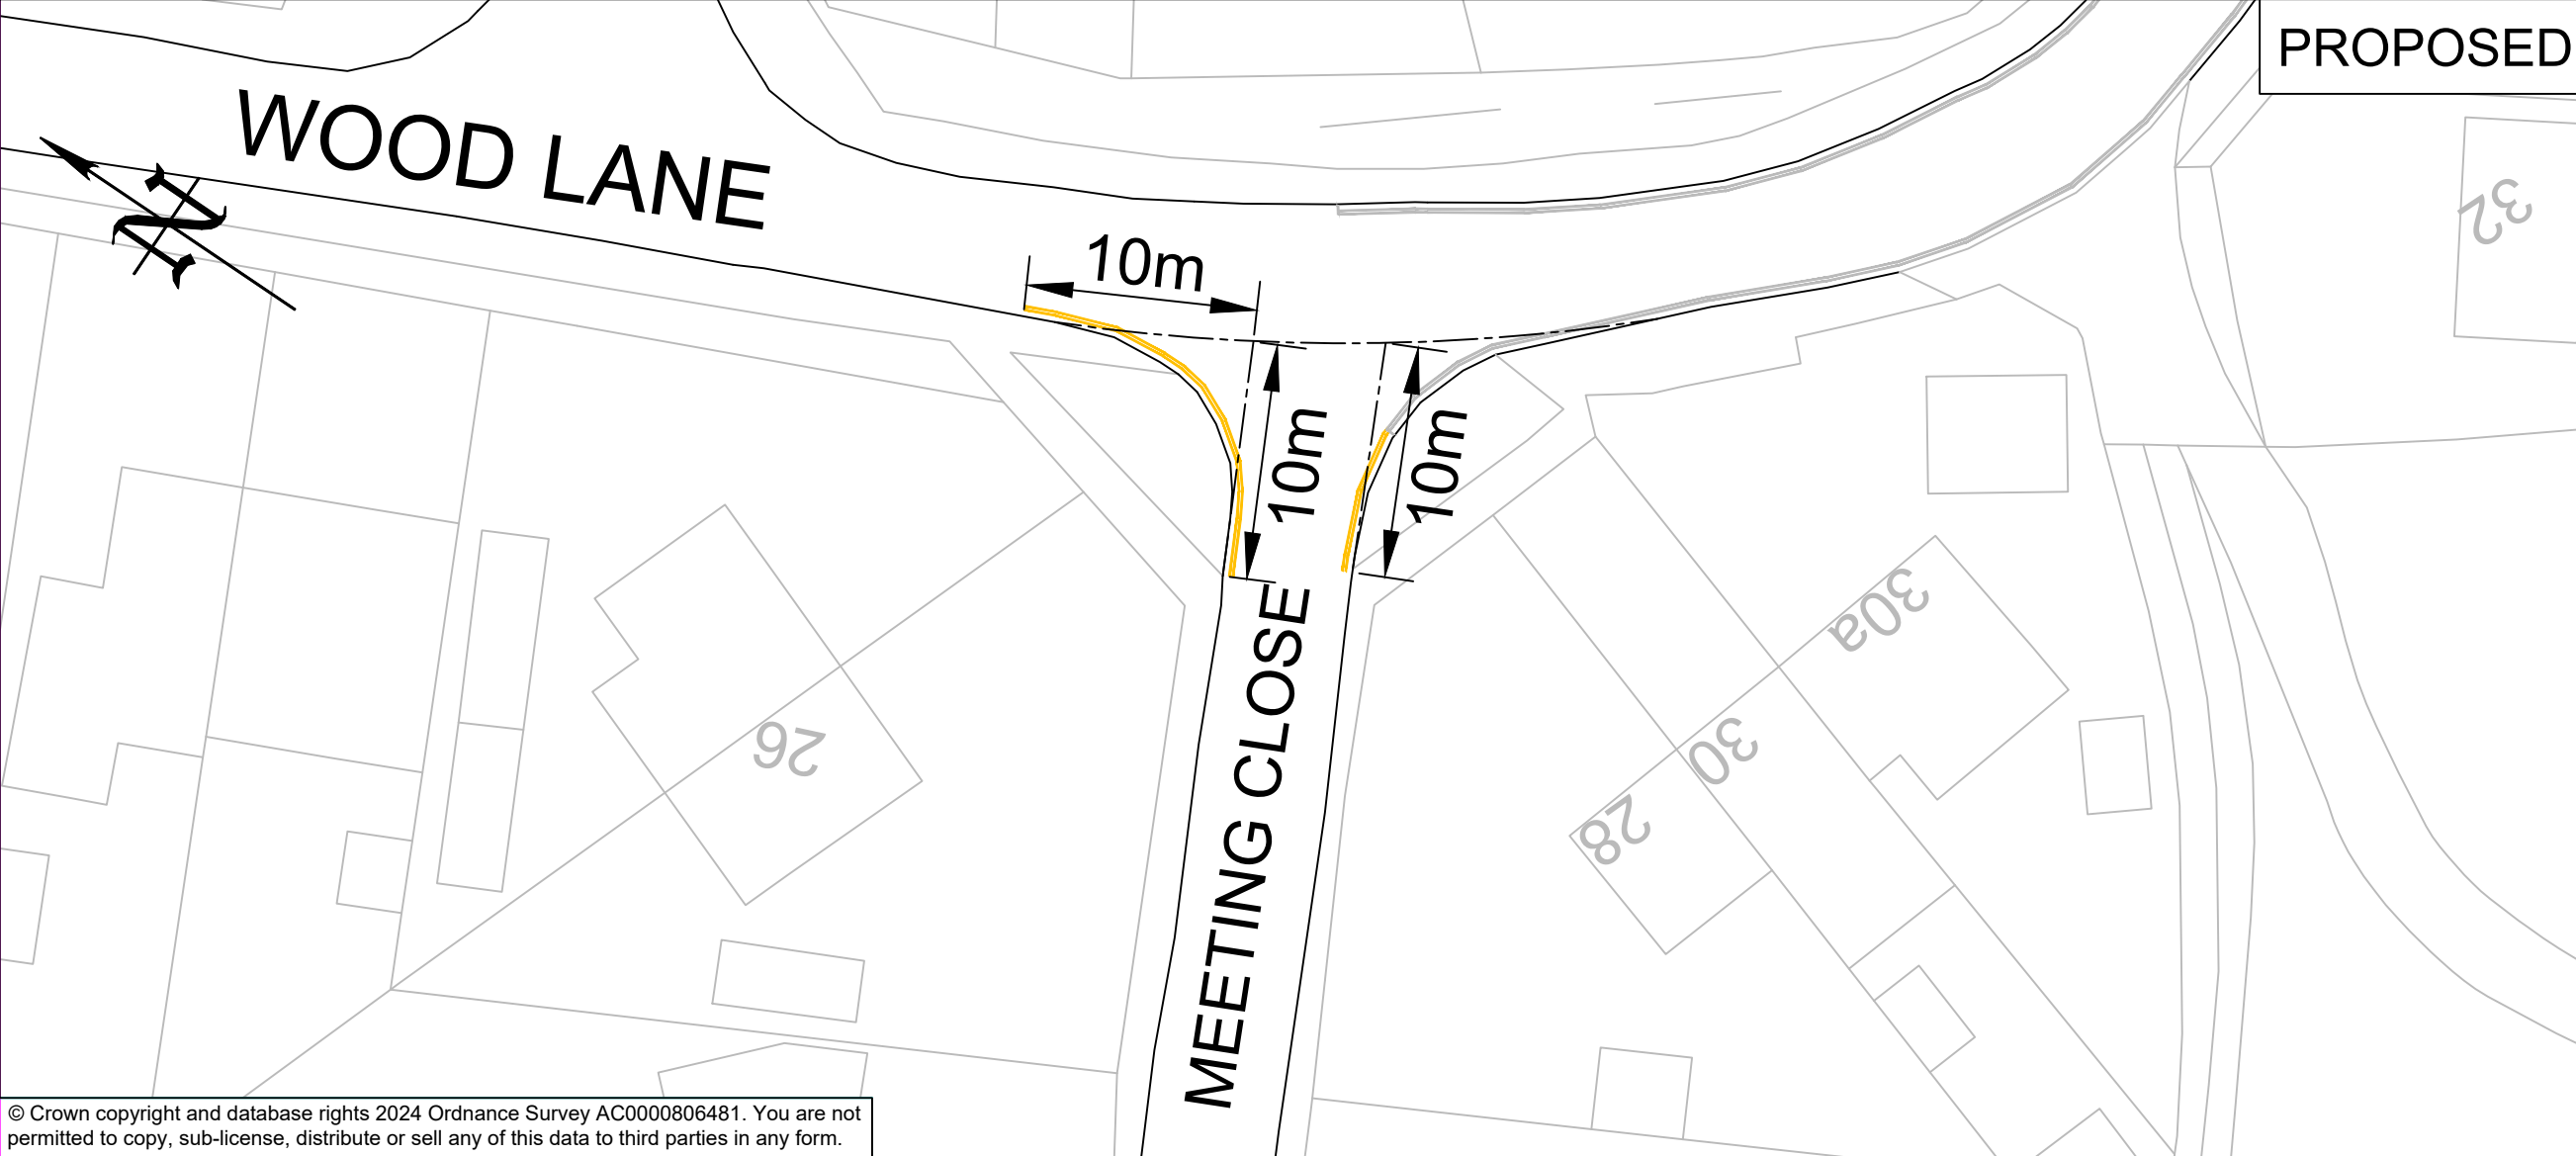 PROPOSED
WOOD LANE
N
10m
10m
10m
MEETING CLOSE
32
30a
30
28
26
© Crown copyright and database rights 2024 Ordnance Survey AC0000806481. You are not
permitted to copy, sub-license, distribute or sell any of this data to third parties in any form.